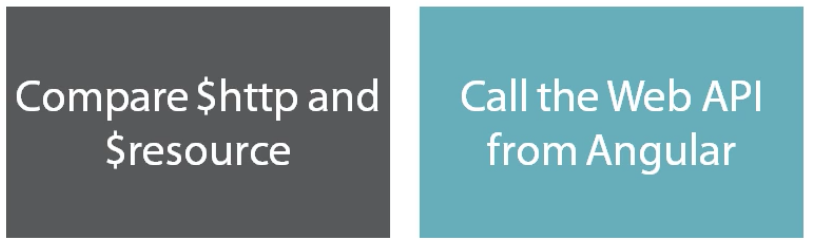 Compare $http and
$resource
Call the Web API
from Angular